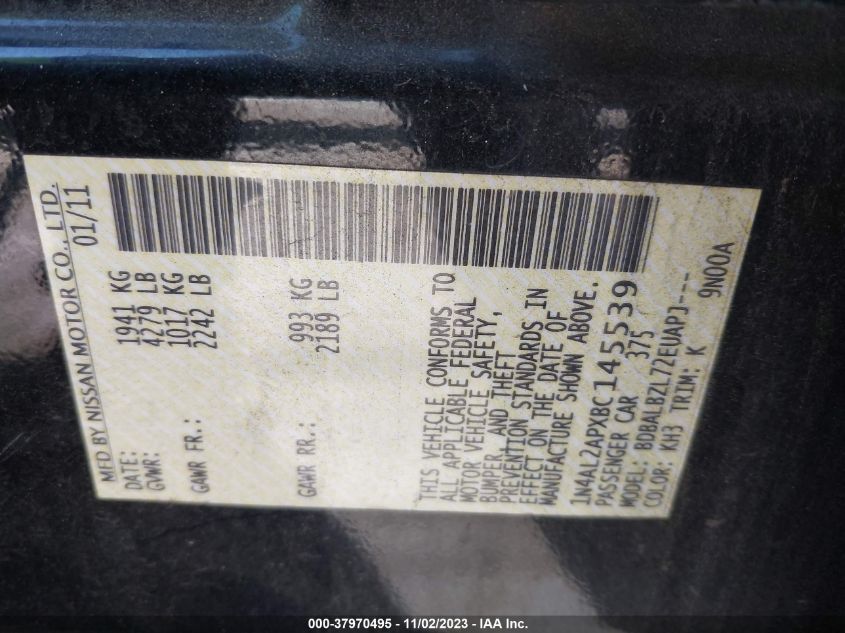 MFD BY NISSAN MOTOR CO., LTD.
DATE: 01/11
GVWR: 1941 KG
4279 LB
GAWR FR.: 1017 KG
2242 LB
GAWR RR.: 993 KG
2189 LB
THIS VEHICLE CONFORMS TO
ALL APPLICABLE FEDERAL
MOTOR VEHICLE SAFETY,
BUMPER, AND THEFT
PREVENTION STANDARDS IN
EFFECT ON THE DATE OF
MANUFACTURE SHOWN ABOVE.
1N4AL2APXBC145539
PASSENGER CAR 375
MODEL: BDBALBZL72EUAPJ---
COLOR: KH3 TRIM: K 9N00A
000-37970495 - 11/02/2023 - IAA Inc.